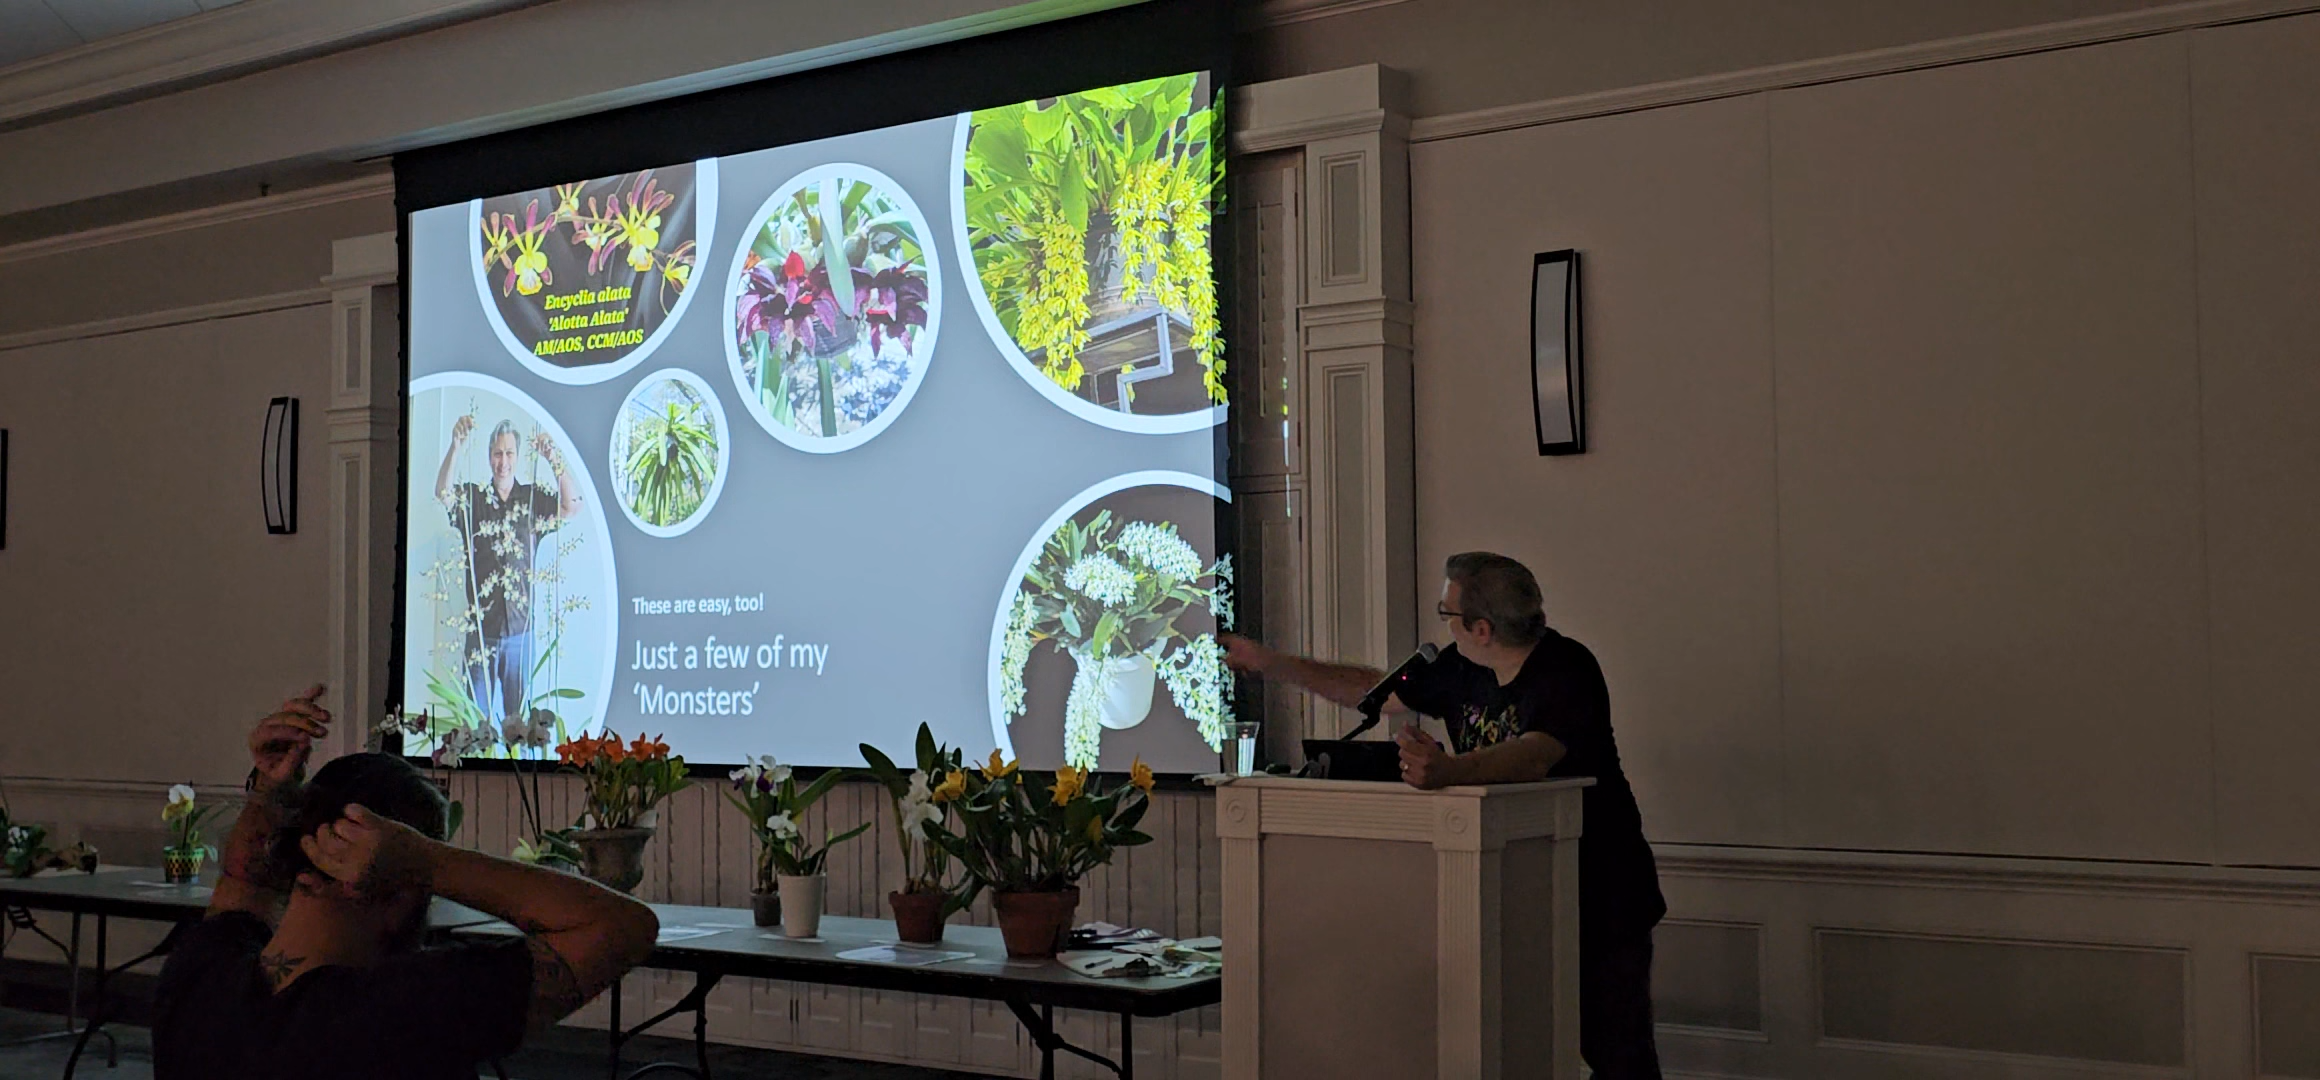 Encyclia alata
'Alotta Alata'
AM/AOS, CCM/AOS
These are easy, too!
Just a few of my
‘Monsters’